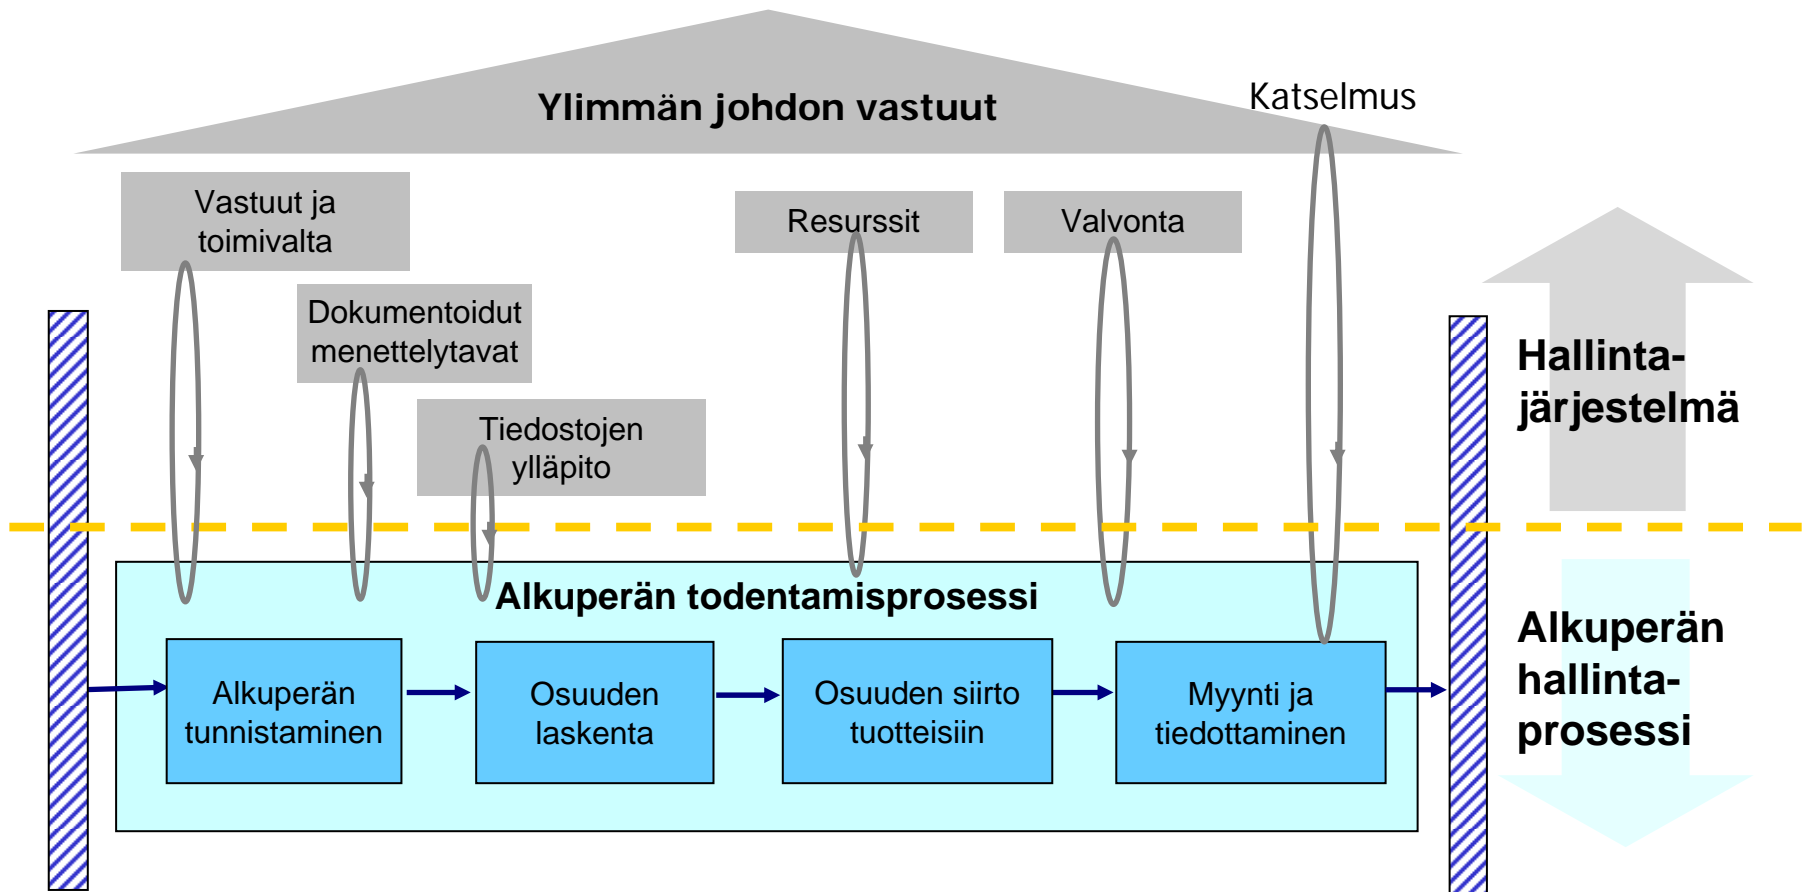 Ylimmän johdon vastuut
Katselmus
Vastuut ja
toimivalta
Resurssit
Valvonta
Dokumentoidut
menettelytavat
Tiedostojen
ylläpito
Hallinta-
järjestelmä
Alkuperän todentamisprosessi
Alkuperän
tunnistaminen
Osuuden
laskenta
Osuuden siirto
tuotteisiin
Myynti ja
tiedottaminen
Alkuperän
hallinta-
prosessi